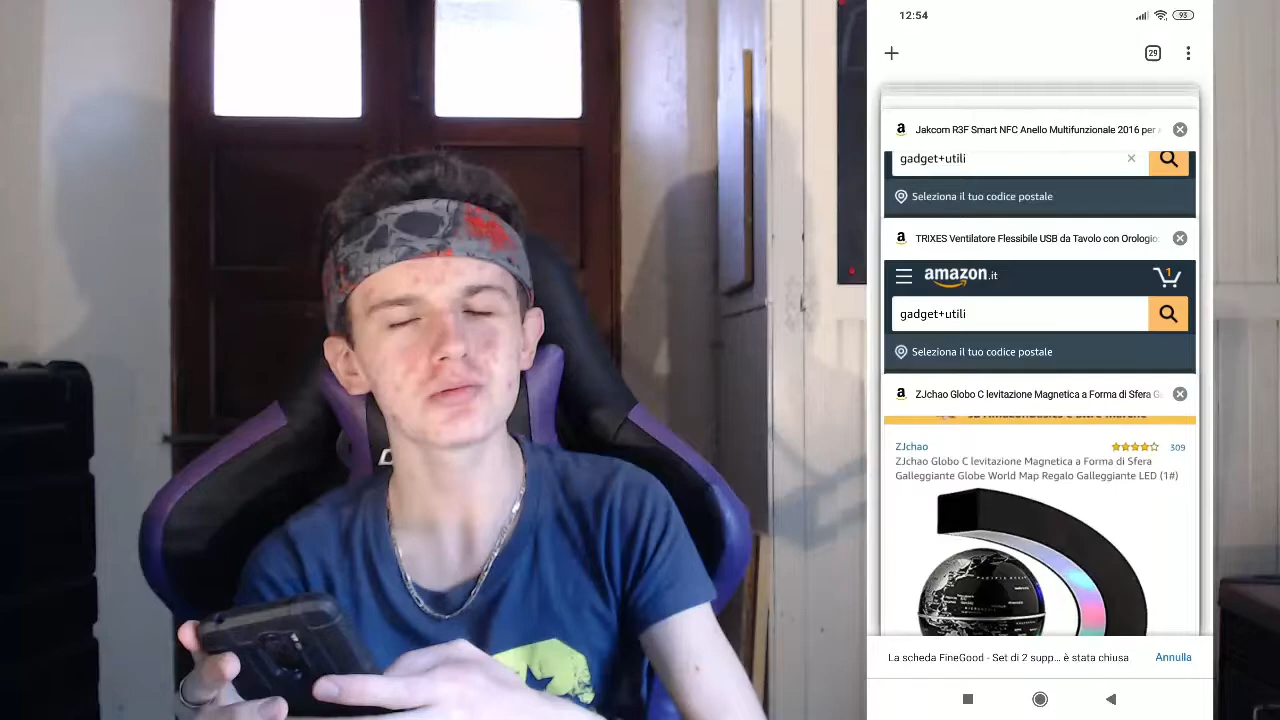 12:54
93
29
Jakcom R3F Smart NFC Anello Multifunzionale 2016 per
gadget+utili
Seleziona il tuo codice postale
TRIXES Ventilatore Flessibile USB da Tavolo con Orologio
amazon.it
1
gadget+utili
Seleziona il tuo codice postale
ZJchao Globo C levitazione Magnetica a Forma di Sfera
ZJchao
309
ZJchao Globo C levitazione Magnetica a Forma di Sfera
Galleggiante Globe World Map Regalo Galleggiante LED (1#)
La scheda FineGood - Set di 2 supp... è stata chiusa
Annulla